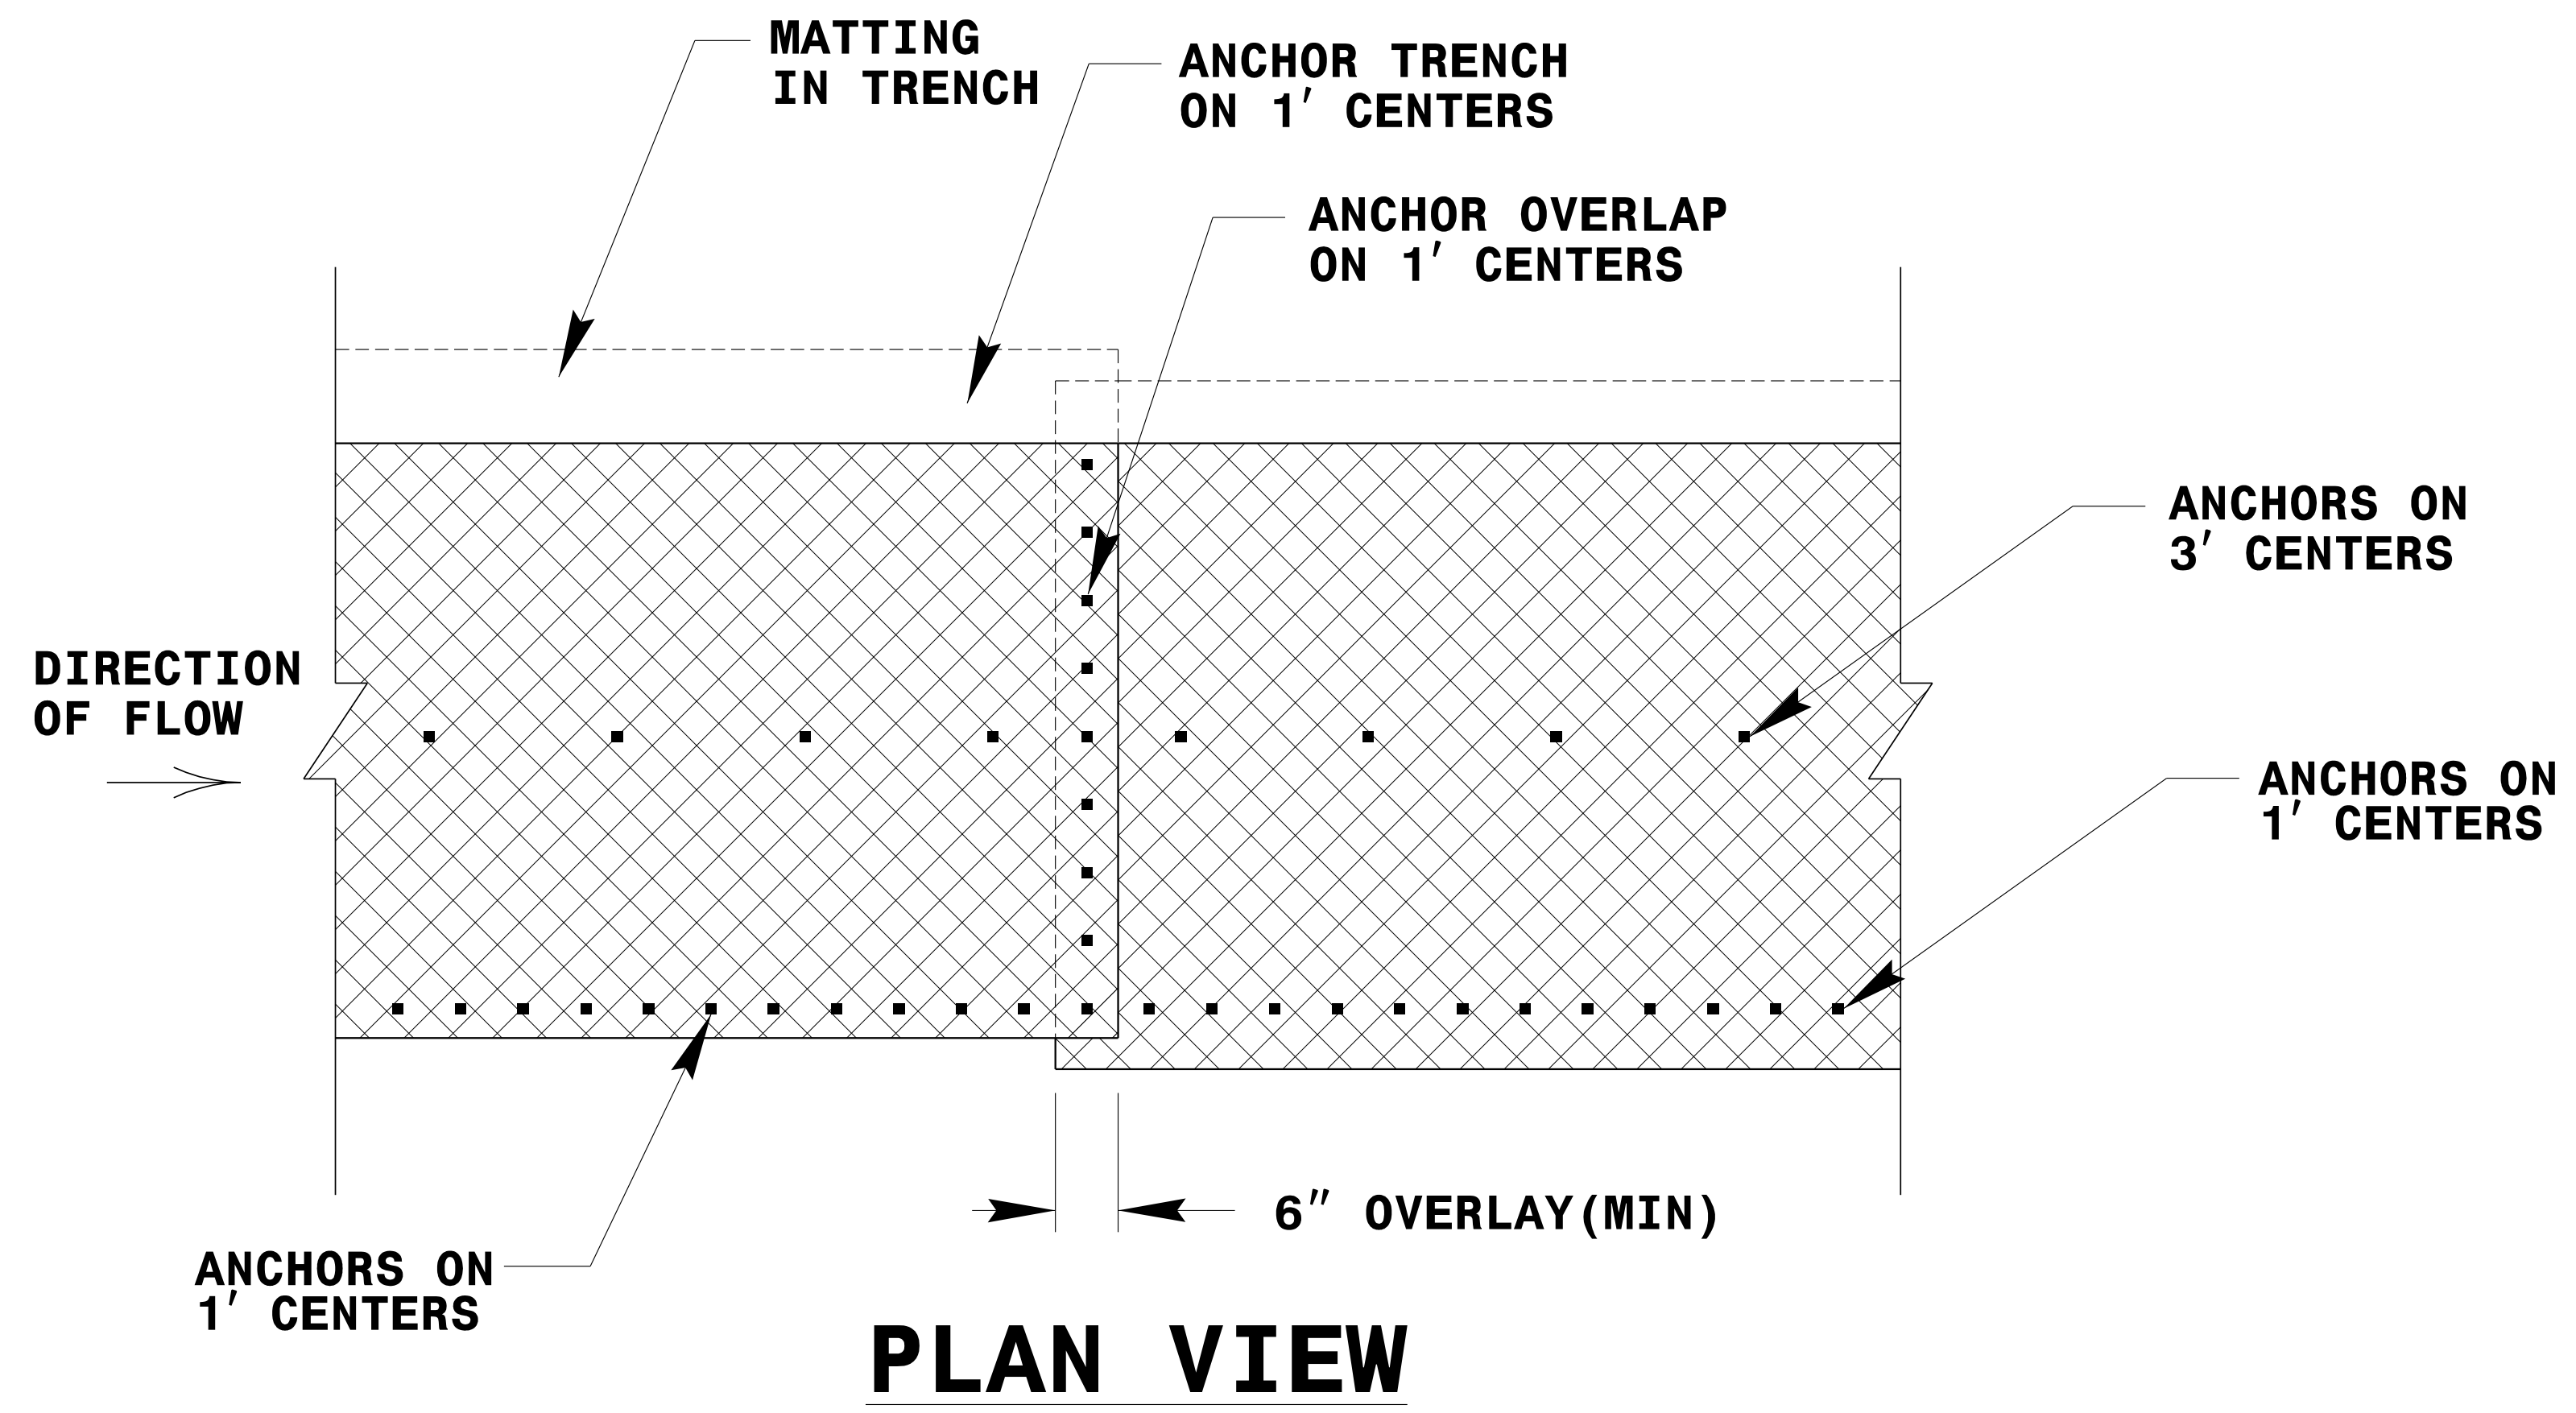 MATTING
IN TRENCH
ANCHOR TRENCH
ON 1' CENTERS
ANCHOR OVERLAP
ON 1' CENTERS
ANCHORS ON
3' CENTERS
DIRECTION
OF FLOW
ANCHORS ON
1' CENTERS
6" OVERLAY(MIN)
ANCHORS ON
1' CENTERS
PLAN VIEW